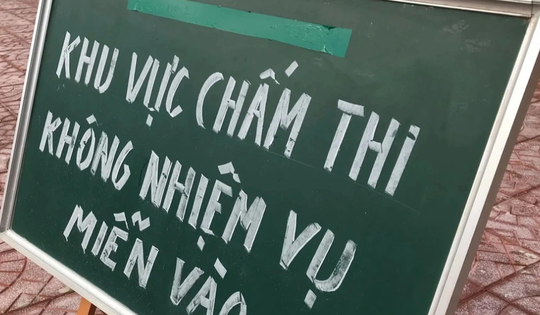 KHU VỰC CHẤM THI
KHÔNG NHIỆM VỤ
MIỄN VÀO